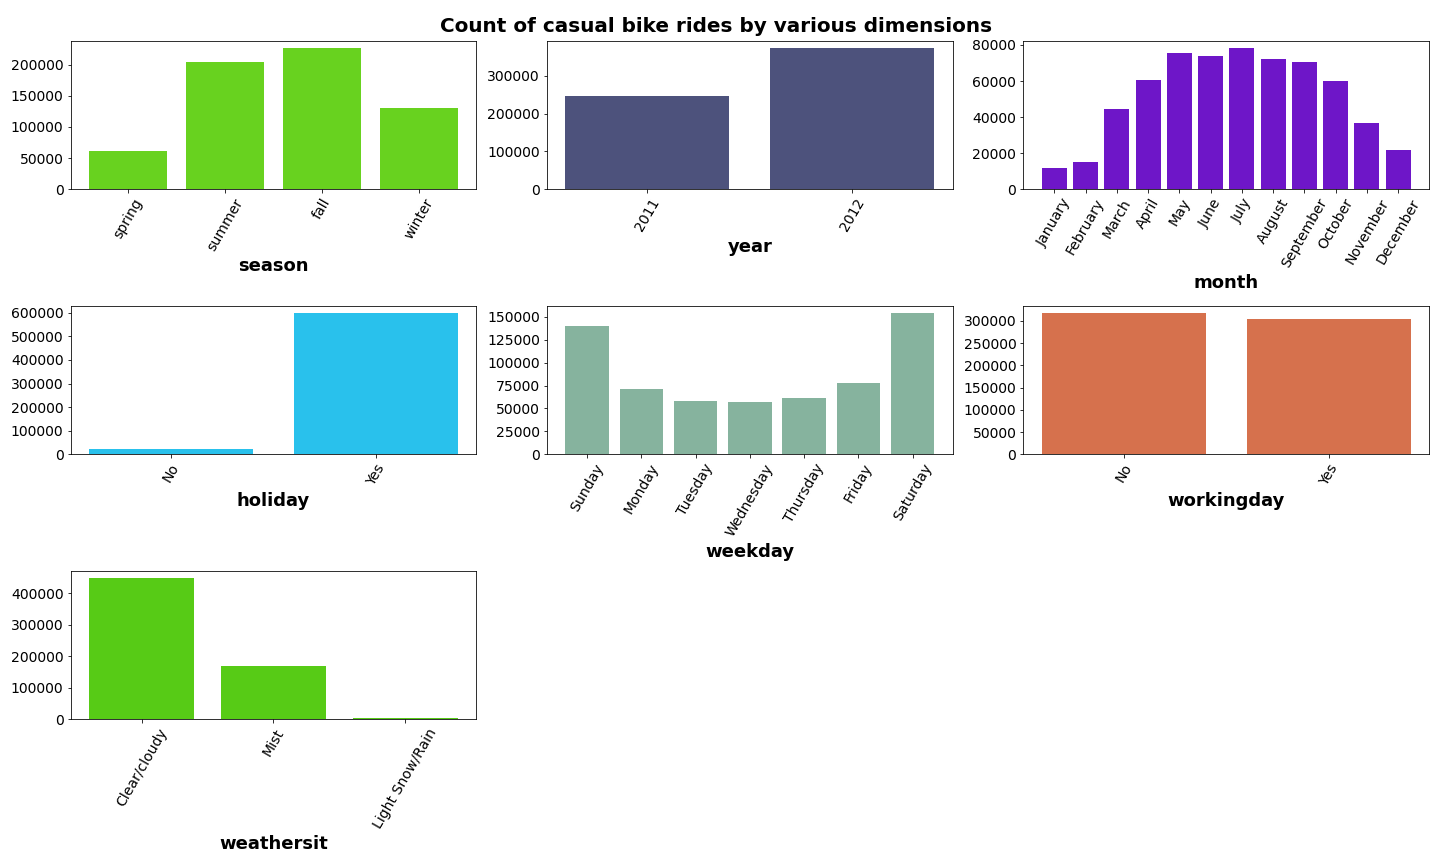 Count of casual bike rides by various dimensions
200000
150000
100000
50000
0
spring
summer
fall
winter
season
300000
200000
100000
0
2011
2012
year
80000
60000
40000
20000
0
January
February
March
April
May
June
July
August
September
October
November
December
month
600000
500000
400000
300000
200000
100000
0
No
Yes
holiday
150000
125000
100000
75000
50000
25000
0
Sunday
Monday
Tuesday
Wednesday
Thursday
Friday
Saturday
weekday
300000
250000
200000
150000
100000
50000
0
No
Yes
workingday
400000
300000
200000
100000
0
Clear/cloudy
Mist
Light Snow/Rain
weathersit